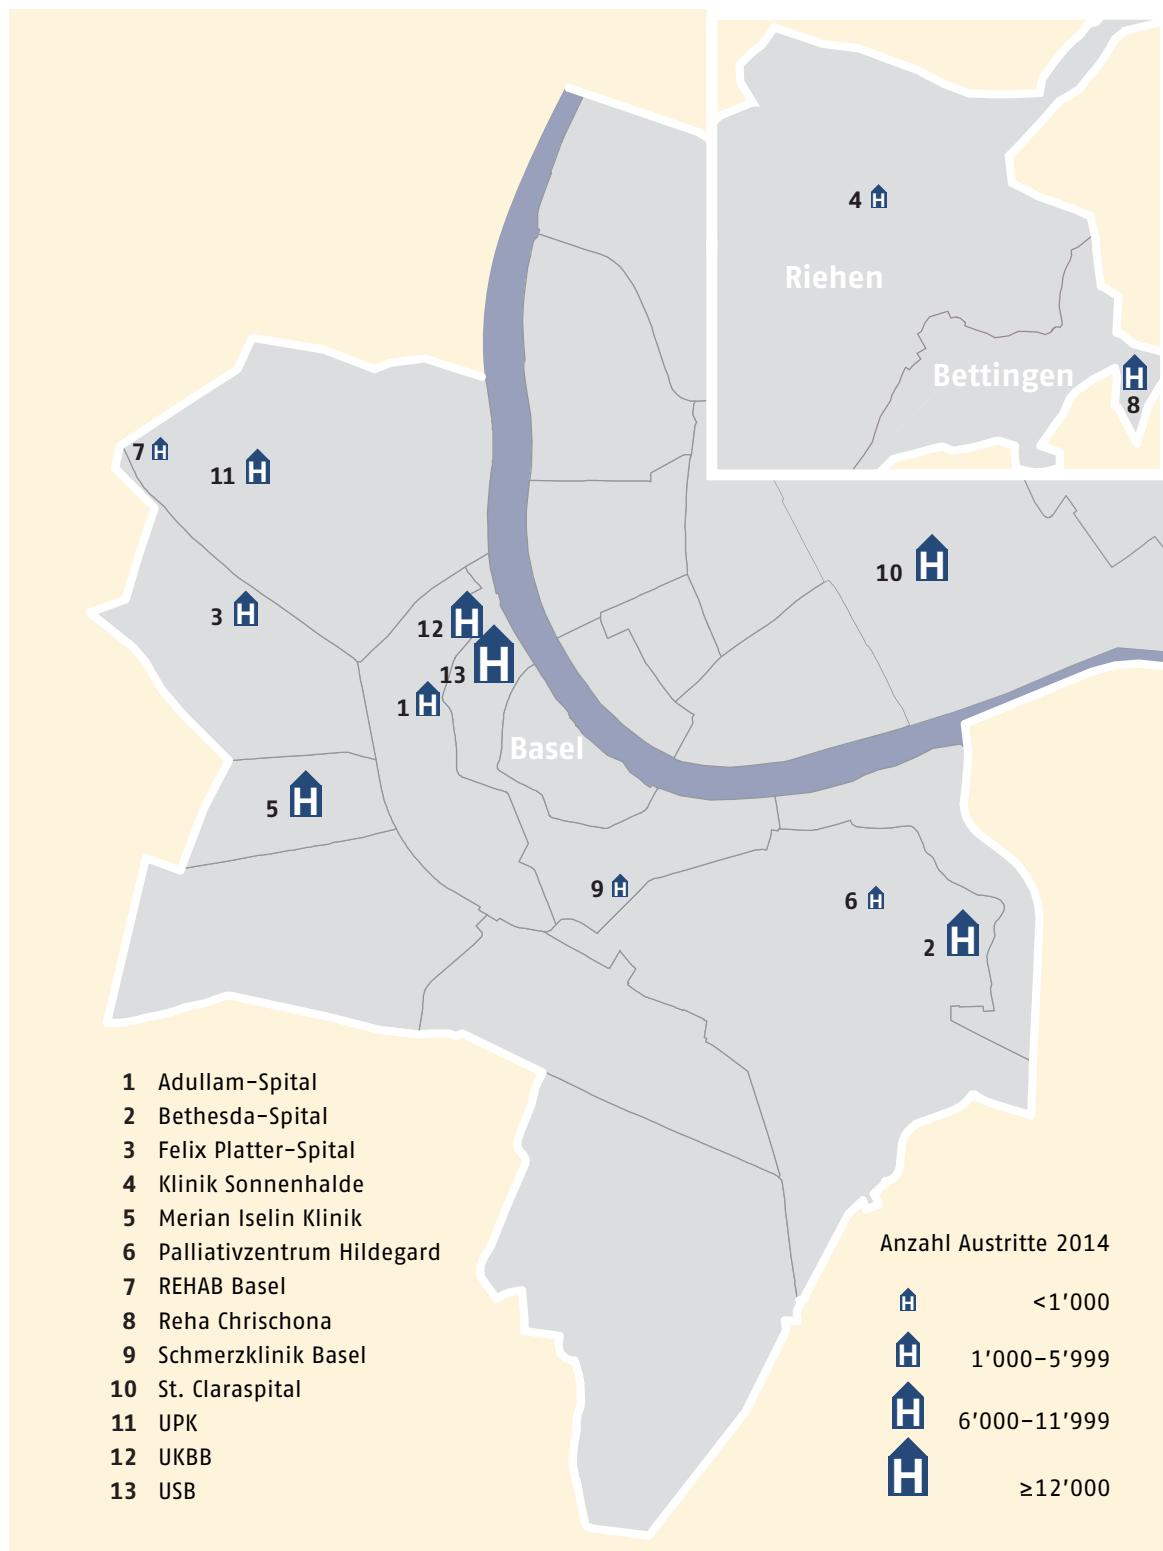 4 H
Riehen
Bettingen
H
8
7 H
11 H
10 H
3 H
12 H
13 H
1 H
Basel
5 H
9 H
6 H
2 H
1 Adullam-Spital
2 Bethesda-Spital
3 Felix Platter-Spital
4 Klinik Sonnenhalde
5 Merian Iselin Klinik
6 Palliativzentrum Hildegard
7 REHAB Basel
8 Reha Chrischona
9 Schmerzklinik Basel
10 St. Claraspital
11 UPK
12 UKBB
13 USB
Anzahl Austritte 2014
H <1’000
H 1’000–5’999
H 6’000–11’999
H ≥12’000